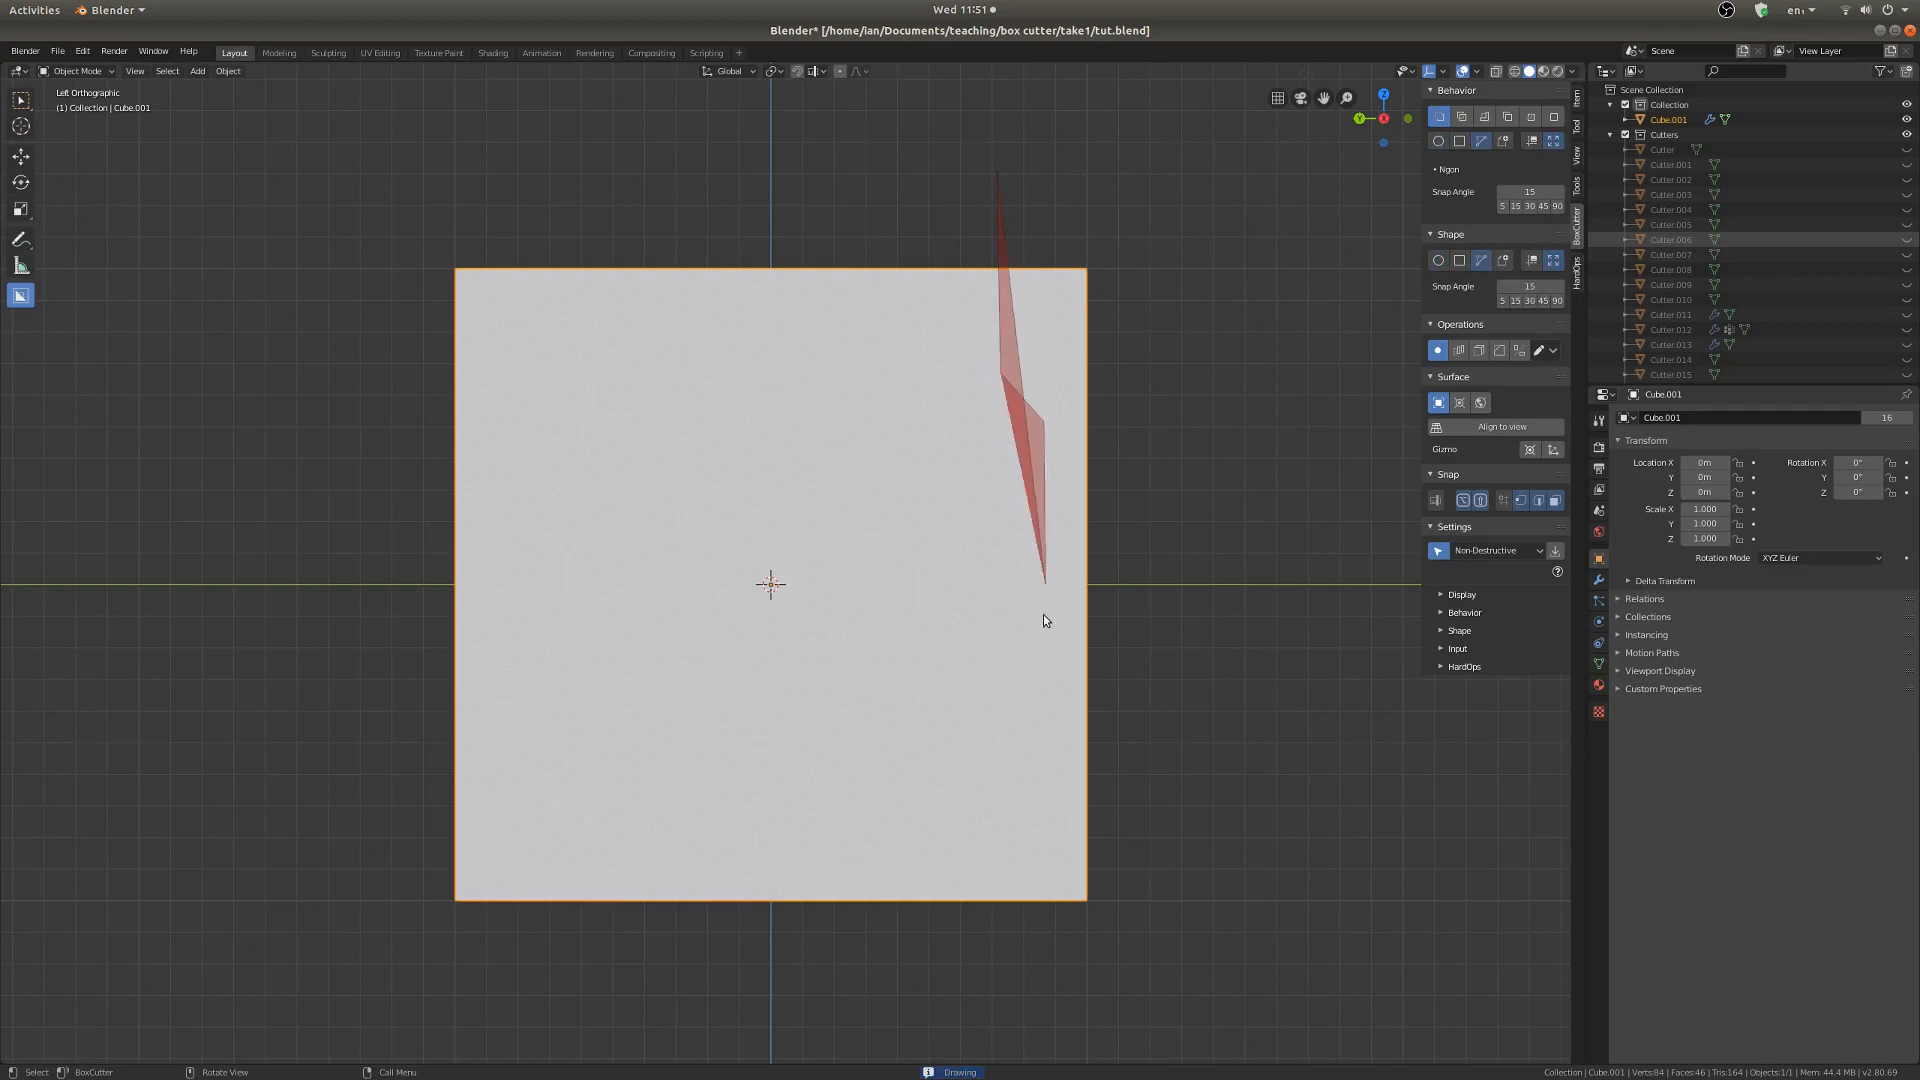 Activities
Blender
Wed 11:51
en₁
Blender* [/home/ian/Documents/teaching/box cutter/take1/tut.blend]
Blender File Edit Render Window Help
Layout Modeling Sculpting UV Editing Texture Paint Shading Animation Rendering Compositing Scripting +
Scene
View Layer
Object Mode View Select Add Object
Global
Left Orthographic
(1) Collection | Cube.001
Z
Y
X
Behavior
• Ngon
Snap Angle 15
5 15 30 45 90
Shape
Snap Angle 15
5 15 30 45 90
Operations
Surface
Align to view
Gizmo
Snap
Settings
Non-Destructive
Display
Behavior
Shape
Input
HardOps
Item
Tool
View
Tools
BoxCutter
HardOps
Scene Collection
Collection
Cube.001
Cutters
Cutter
Cutter.001
Cutter.002
Cutter.003
Cutter.004
Cutter.005
Cutter.006
Cutter.007
Cutter.008
Cutter.009
Cutter.010
Cutter.011
Cutter.012
Cutter.013
Cutter.014
Cutter.015
Cube.001
Cube.001 16
Transform
Location X 0m Rotation X 0°
Y 0m Y 0°
Z 0m Z 0°
Scale X 1.000
Y 1.000
Z 1.000
Rotation Mode XYZ Euler
Delta Transform
Relations
Collections
Instancing
Motion Paths
Viewport Display
Custom Properties
Select BoxCutter Rotate View Call Menu Drawing Collection | Cube.001 | Verts:84 | Faces:46 | Tris:164 | Objects:1/1 | Mem: 44.4 MB | v2.80.69